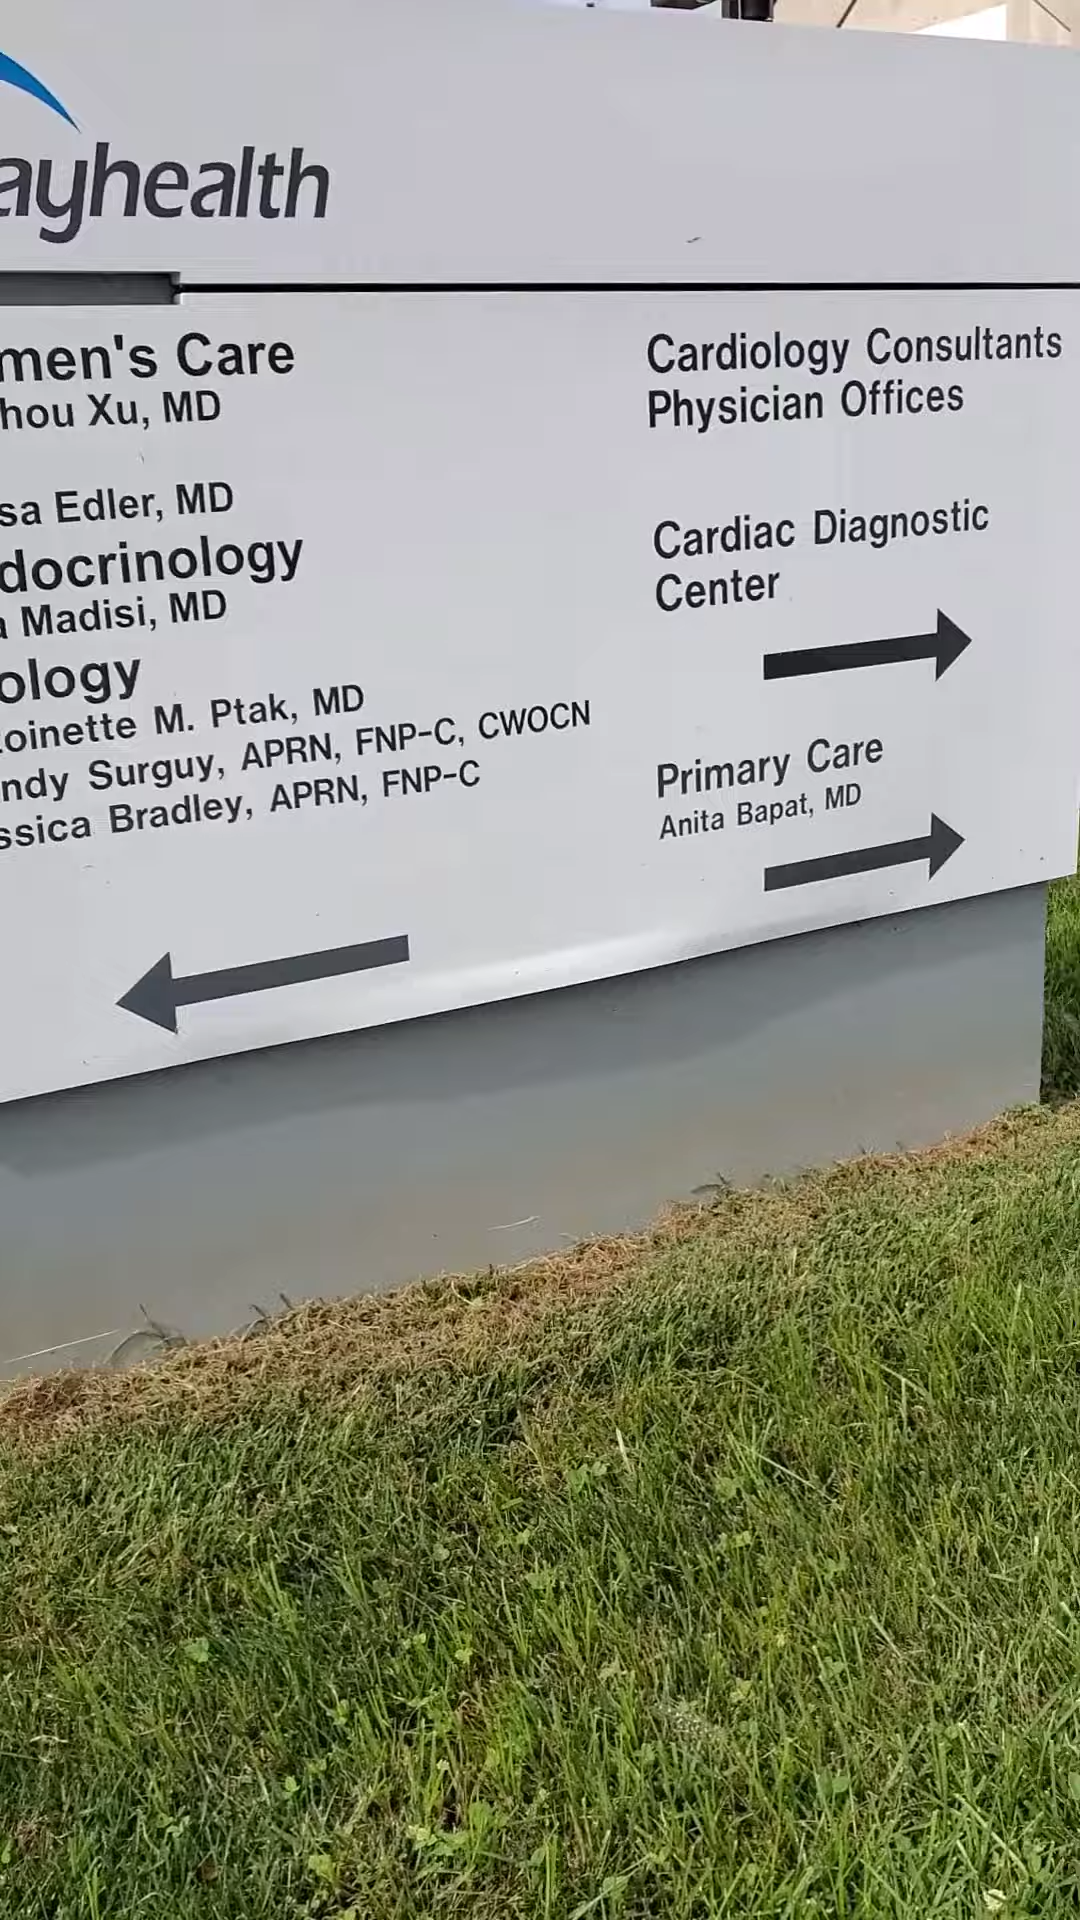 ayhealth
men's Care
hou Xu, MD
sa Edler, MD
docrinology
a Madisi, MD
ology
oinette M. Ptak, MD
ndy Surguy, APRN, FNP-C, CWOCN
ssica Bradley, APRN, FNP-C
Cardiology Consultants
Physician Offices
Cardiac Diagnostic
Center
Primary Care
Anita Bapat, MD